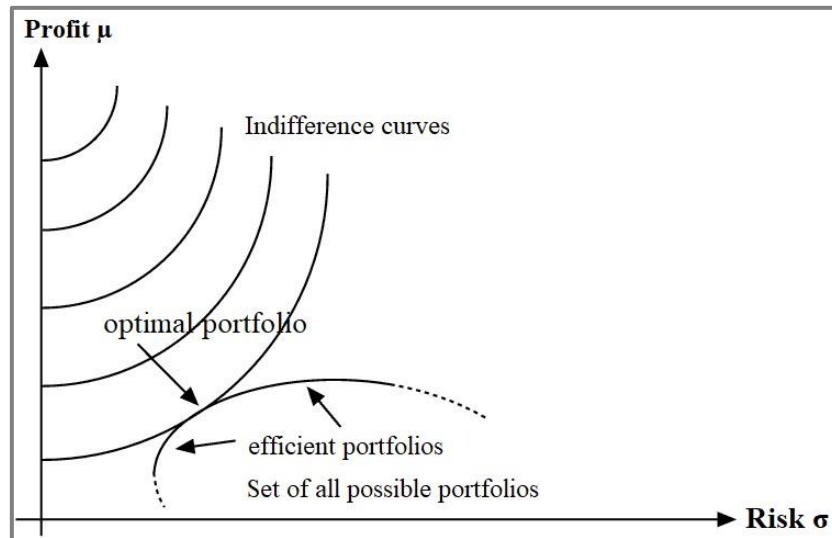 Profit μ
Indifference curves
optimal portfolio
efficient portfolios
Set of all possible portfolios
Risk σ